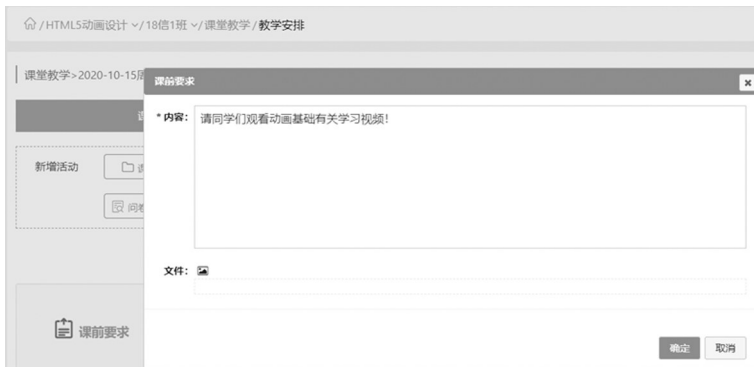 /HTML5动画设计/18信1班/课堂教学/教学安排
课堂教学>2020-10-15
课前要求
*内容：
请同学们观看动画基础有关学习视频！
新增活动
问卷
文件：
课前要求
确定
取消